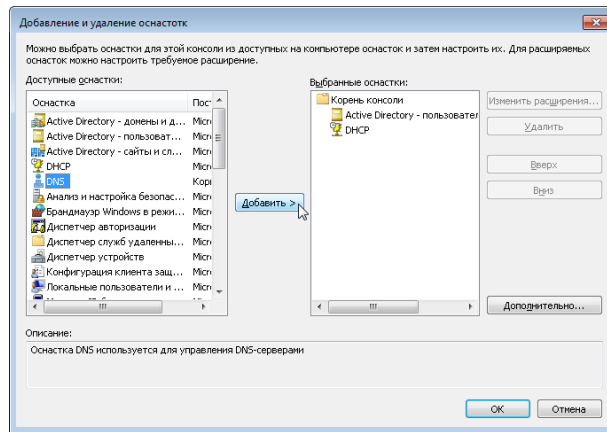 Добавление и удаление оснастотк
Можно выбрать оснастки для этой консоли из доступных на компьютере оснасток и затем настроить их. Для расширяемых
оснасток можно настроить требуемое расширение.
Доступные оснастки:
Оснастка Пос
Active Directory - домены и д... Micr
Active Directory - пользоват... Micr
Active Directory - сайты и сл... Micr
DHCP Micr
DNS Корп
Анализ и настройка безопас... Micr
Брандмауэр Windows в режи... Micr
Диспетчер авторизации Micr
Диспетчер служб удаленны... Micr
Диспетчер устройств Micr
Конфигурация клиента защ... Micr
Локальные пользователи и ... Micr
Добавить >
Выбранные оснастки:
Корень консоли
Active Directory - пользовател
DHCP
Изменить расширения...
Удалить
Вверх
Вниз
Дополнительно...
Описание:
Оснастка DNS используется для управления DNS-серверами
ОК
Отмена